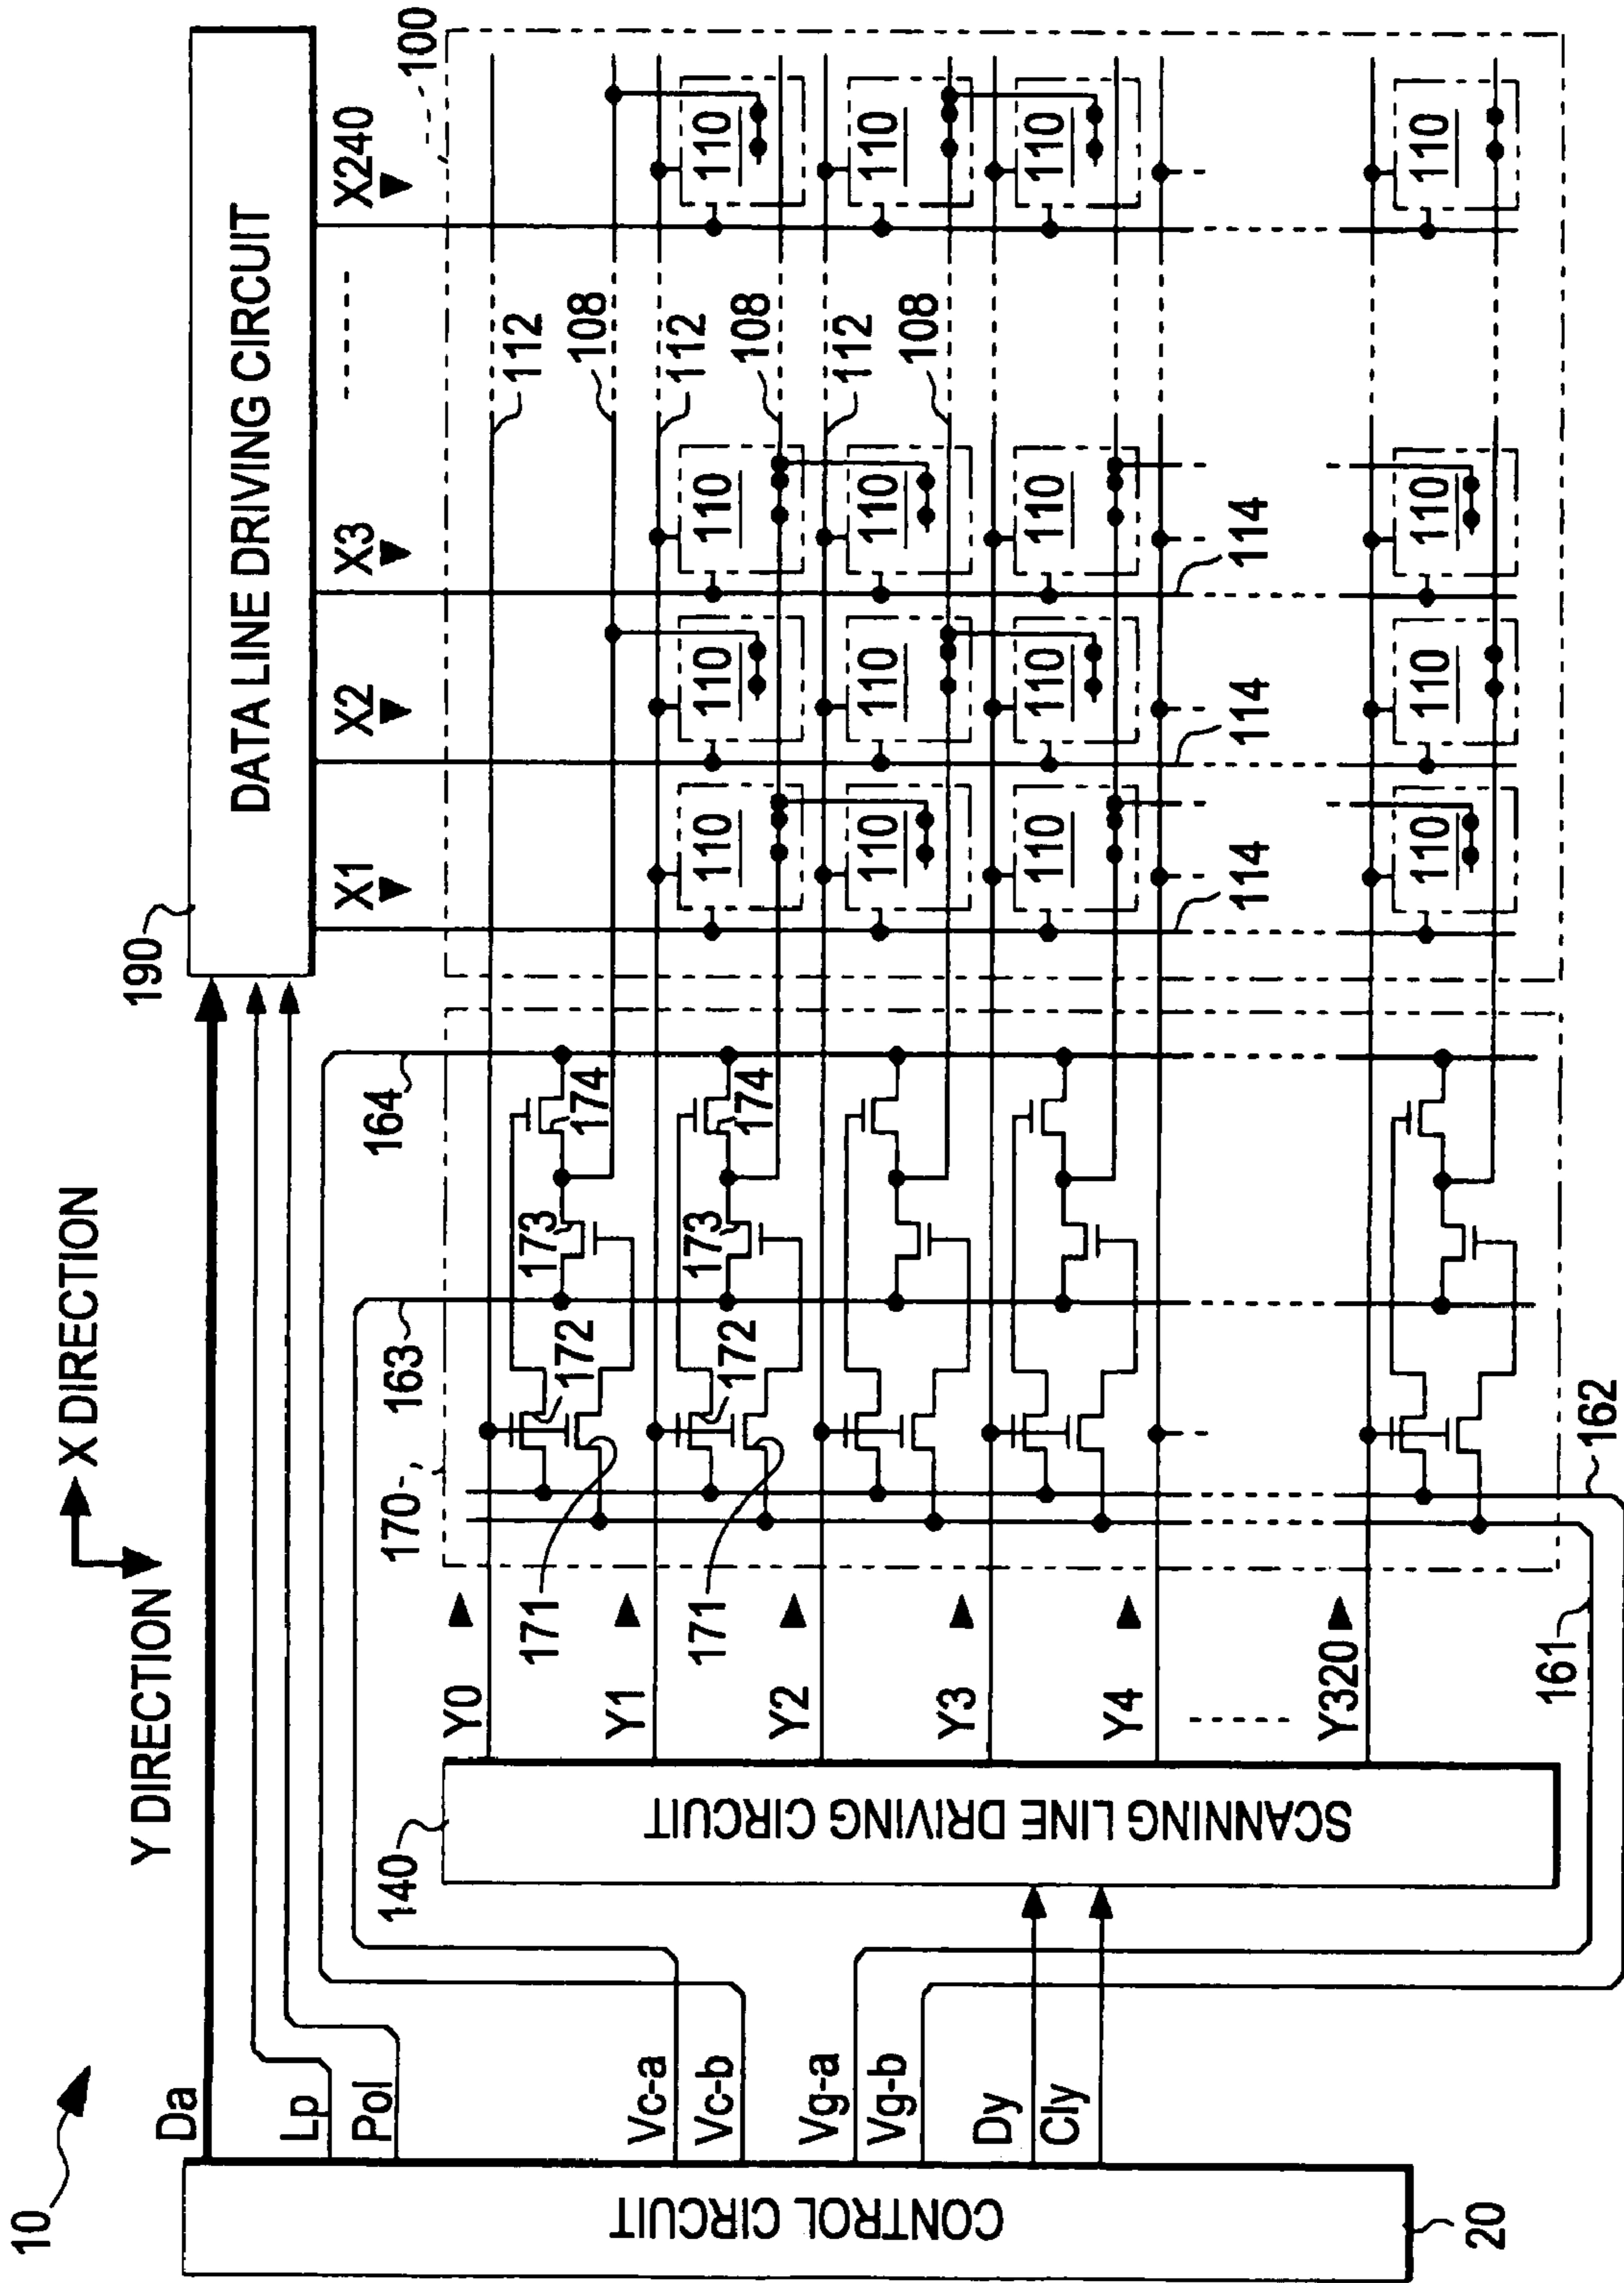 10
Y DIRECTION
X DIRECTION
190
DATA LINE DRIVING CIRCUIT
X1
X2
X3
X240
100
Da
Lp
Pol
Vc-a
Vc-b
Vg-a
Vg-b
Dy
Cly
CONTROL CIRCUIT
20
140
SCANNING LINE DRIVING CIRCUIT
170
163
164
Y0
172
173
174
112
171
108
Y1
172
173
174
112
110
110
110
110
171
108
Y2
112
110
110
110
110
108
Y3
110
110
110
110
Y4
114
114
114
Y320
110
110
110
110
161
162